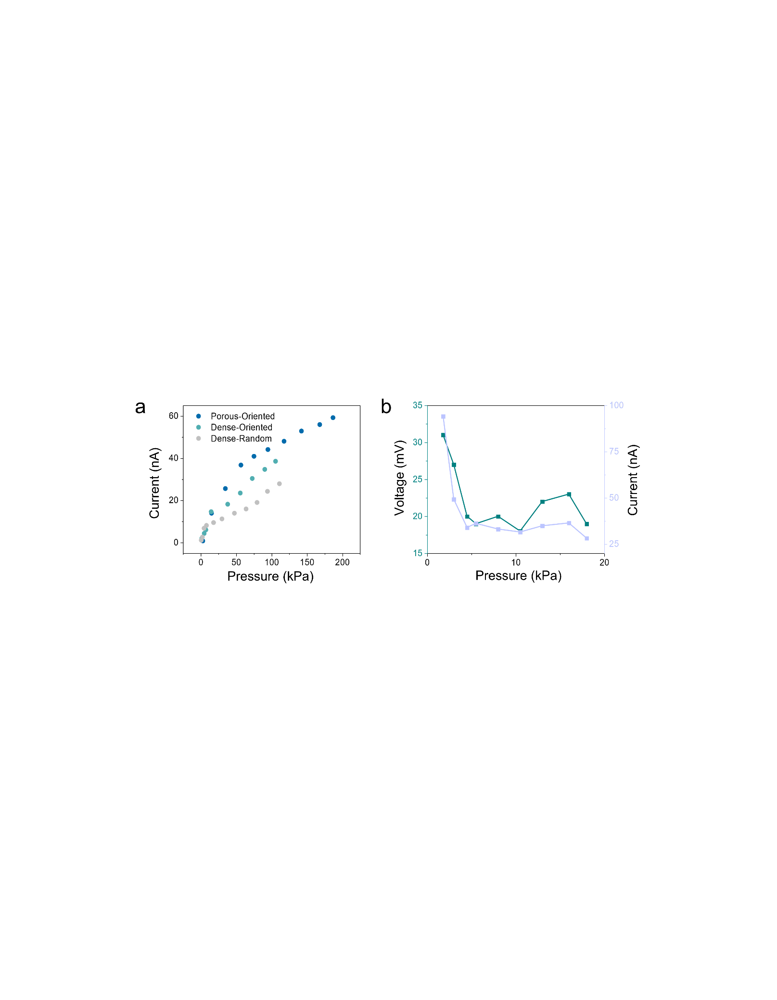 a
60
40
20
0
Current (nA)
Porous-Oriented
Dense-Oriented
Dense-Random
0 50 100 150 200
Pressure (kPa)
b
35
30
25
20
15
Voltage (mV)
100
75
50
25
Current (nA)
0 10 20
Pressure (kPa)